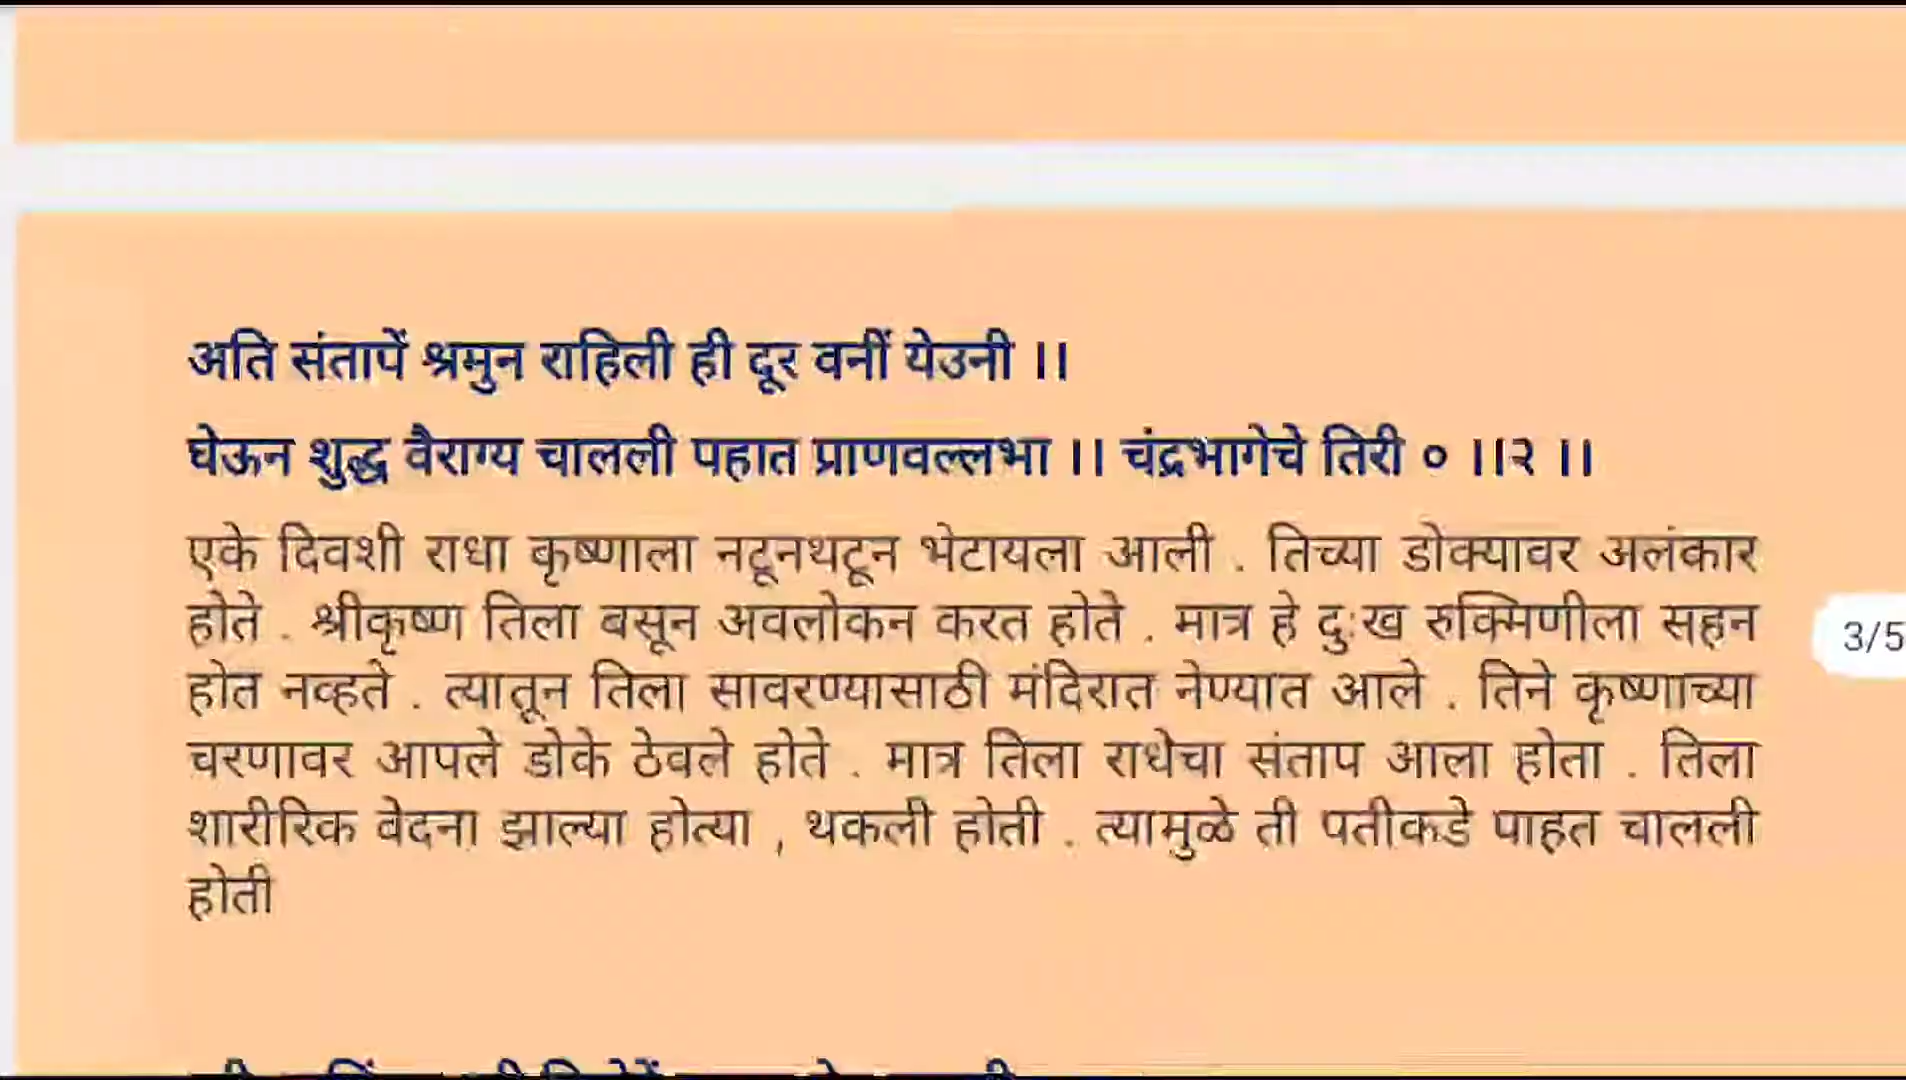 अति संतापें श्रमुन राहिली ही दूर वनीं येउनी ।।
घेऊन शुद्ध वैराग्य चालली पहात प्राणवल्लभा ।। चंद्रभागेचे तिरी ० ।।२ ।।
एके दिवशी राधा कृष्णाला नटूनथटून भेटायला आली . तिच्या डोक्यावर अलंकार
होते . श्रीकृष्ण तिला बसून अवलोकन करत होते . मात्र हे दु:ख रुक्मिणीला सहन
होत नव्हते . त्यातून तिला सावरण्यासाठी मंदिरात नेण्यात आले . तिने कृष्णाच्या
चरणावर आपले डोके ठेवले होते . मात्र तिला राधेचा संताप आला होता . तिला
शारीरिक वेदना झाल्या होत्या , थकली होती . त्यामुळे ती पतीकडे पाहत चालली
होती
3/5